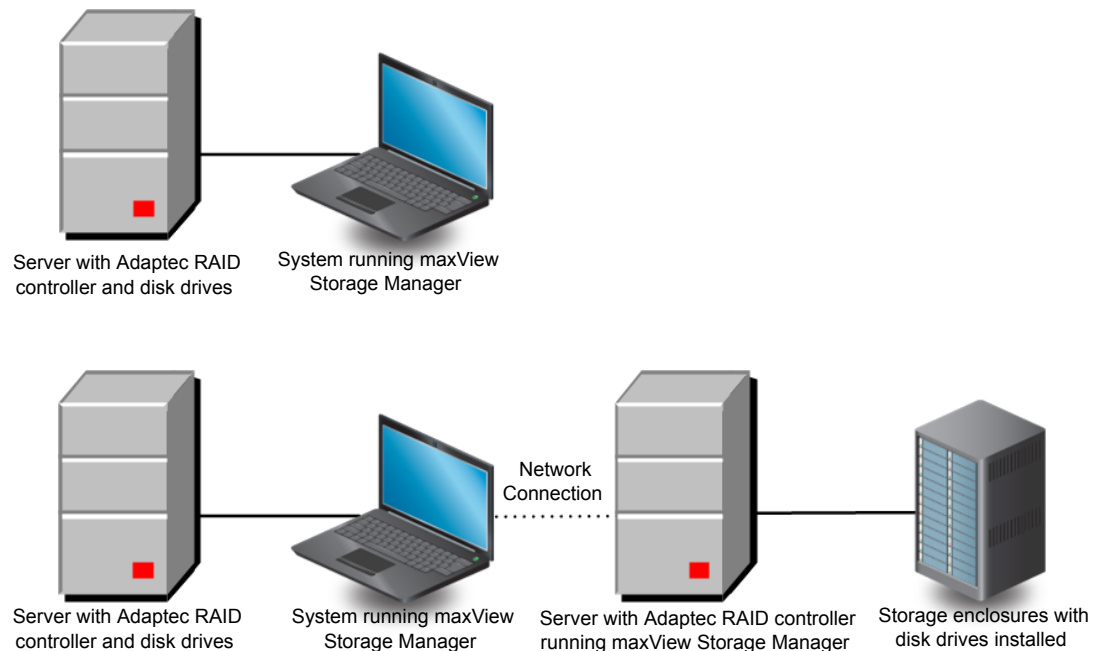 Server with Adaptec RAID
controller and disk drives
System running maxView
Storage Manager
Network
Connection
Server with Adaptec RAID
controller and disk drives
System running maxView
Storage Manager
Server with Adaptec RAID controller
running maxView Storage Manager
Storage enclosures with
disk drives installed